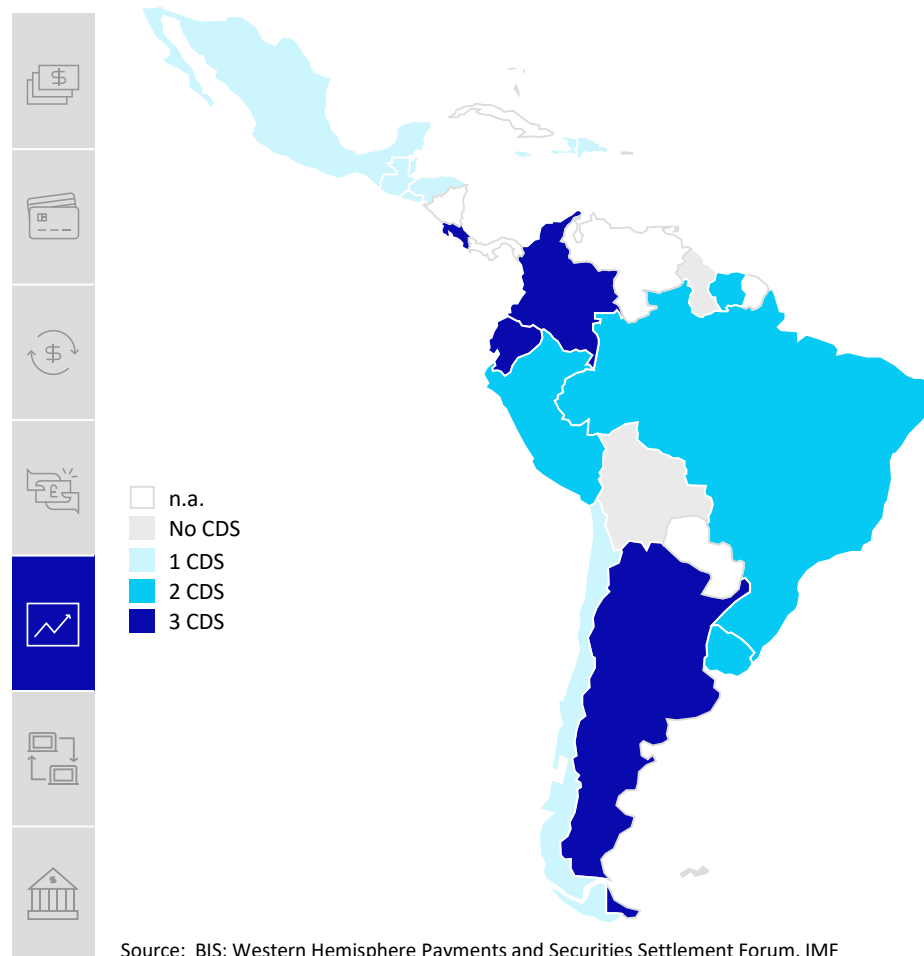 $
$
£
n.a.
No CDS
1 CDS
2 CDS
3 CDS
$
Source:  BIS; Western Hemisphere Payments and Securities Settlement Forum, IMF